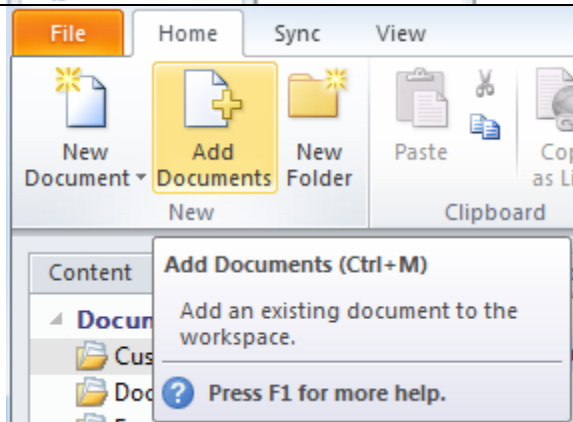 File Home Sync View
New Document
Add Documents
New Folder
Paste
New
Clipboard
Content
Add Documents (Ctrl+M)
Add an existing document to the
workspace.
Press F1 for more help.